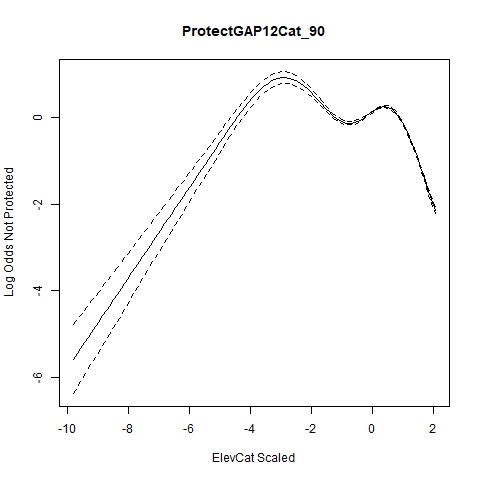 ProtectGAP12Cat_90
Log Odds Not Protected
0
-2
-4
-6
-10 -8 -6 -4 -2 0 2
ElevCat Scaled